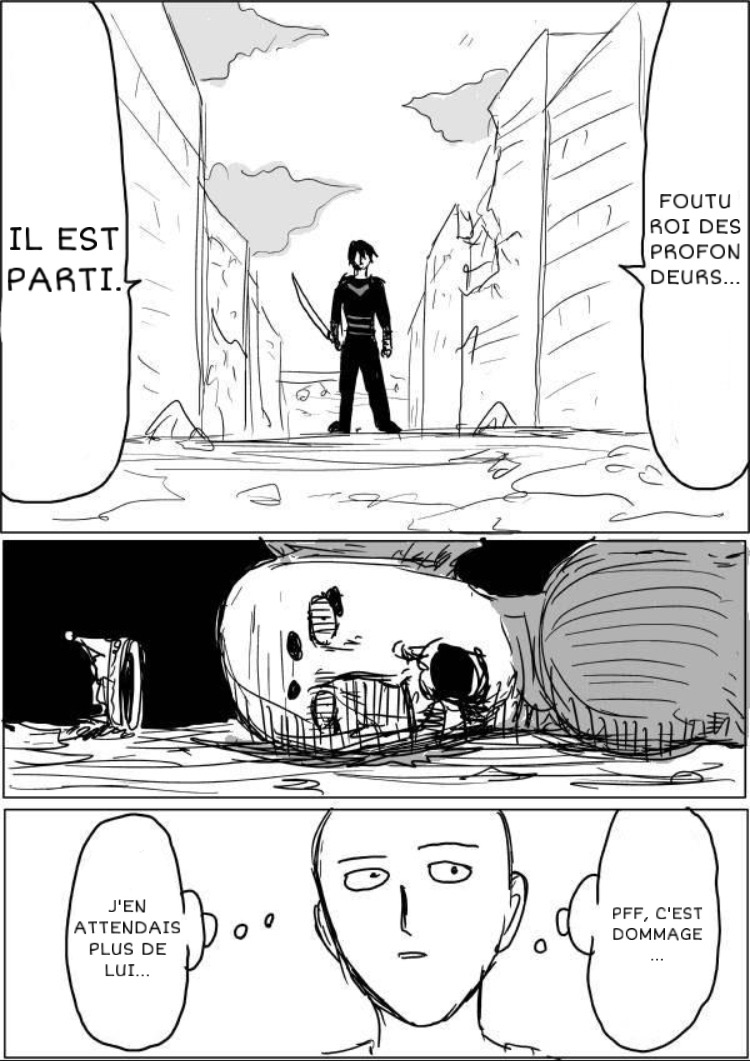 FOUTU
ROI DES
PROFON
DEURS...
IL EST
PARTI.
PFF, C'EST
DOMMAGE
...
J'EN
ATTENDAIS
PLUS DE
LUI...